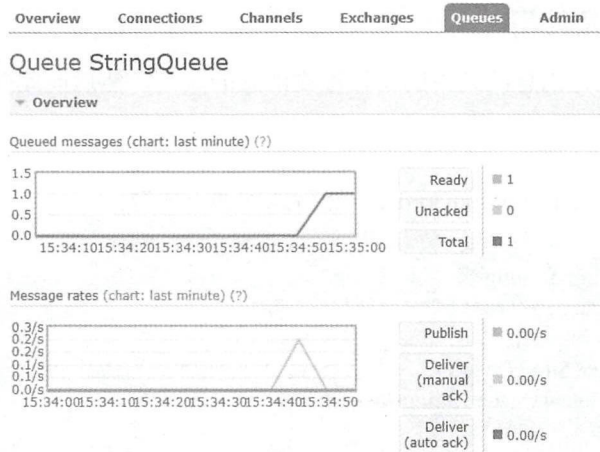 Overview Connections Channels Exchanges Queues Admin
Queue StringQueue
Overview
Queued messages (chart: last minute) (?)
1.5
1.0
0.5
0.0
15:34:10 15:34:20 15:34:30 15:34:40 15:34:50 15:35:00
Ready 1
Unacked 0
Total 1
Message rates (chart: last minute) (?)
0.3/s
0.2/s
0.2/s
0.1/s
0.1/s
0.0/s
15:34:00 15:34:10 15:34:20 15:34:30 15:34:40 15:34:50
Publish 0.00/s
Deliver
(manual 0.00/s
ack)
Deliver
(auto ack) 0.00/s